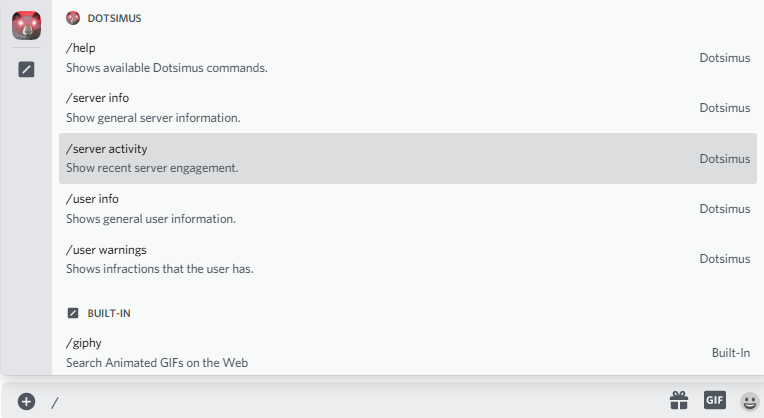 DOTSIMUS
/help
Shows available Dotsimus commands.
Dotsimus
/server info
Show general server information.
Dotsimus
/server activity
Show recent server engagement.
Dotsimus
/user info
Shows general user information.
Dotsimus
/user warnings
Shows infractions that the user has.
Dotsimus
BUILT-IN
/giphy
Search Animated GIFs on the Web
Built-In
/
GIF